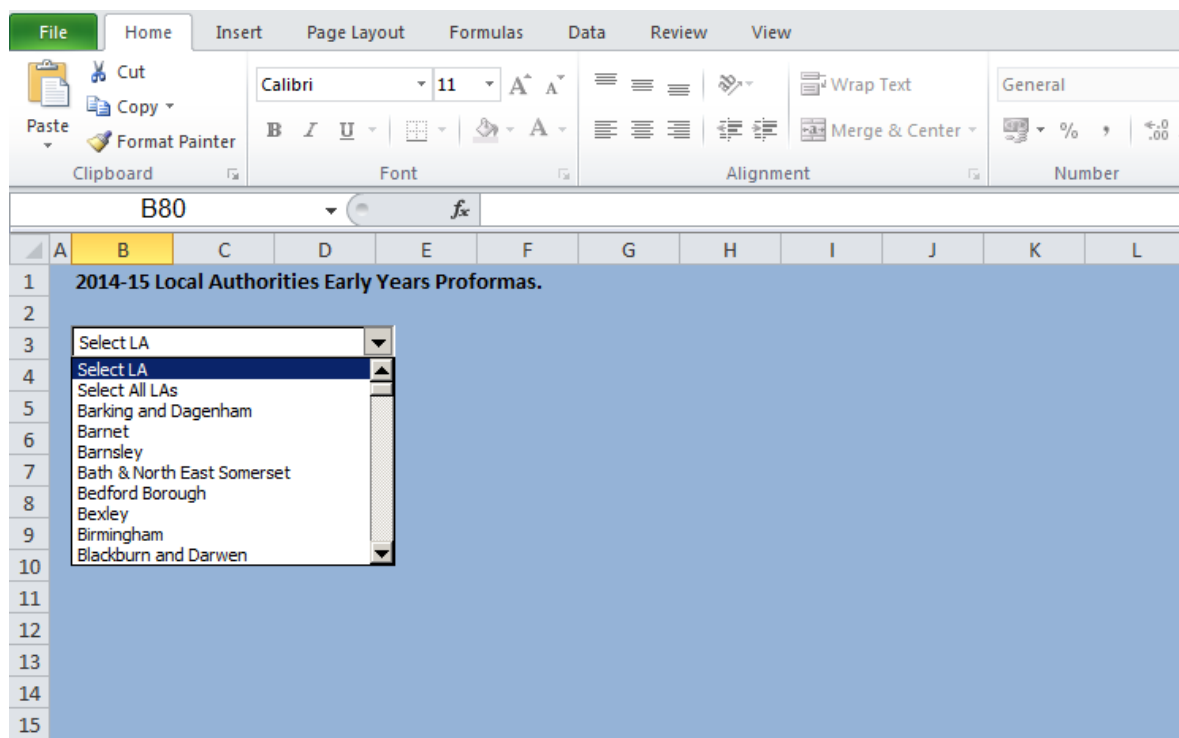 File Home Insert Page Layout Formulas Data Review View
Cut
Copy
Paste
Format Painter
Clipboard
Calibri 11 A A
B I U A
Font
Wrap Text
Merge & Center
Alignment
General
% , .0 .00
Number
B80 fx
A B C D E F G H I J K L
1 2014-15 Local Authorities Early Years Proformas.
2
3 Select LA
4 Select LA
Select All LAs
5 Barking and Dagenham
6 Barnet
Barnsley
7 Bath & North East Somerset
8 Bedford Borough
Bexley
9 Birmingham
10 Blackburn and Darwen
11
12
13
14
15